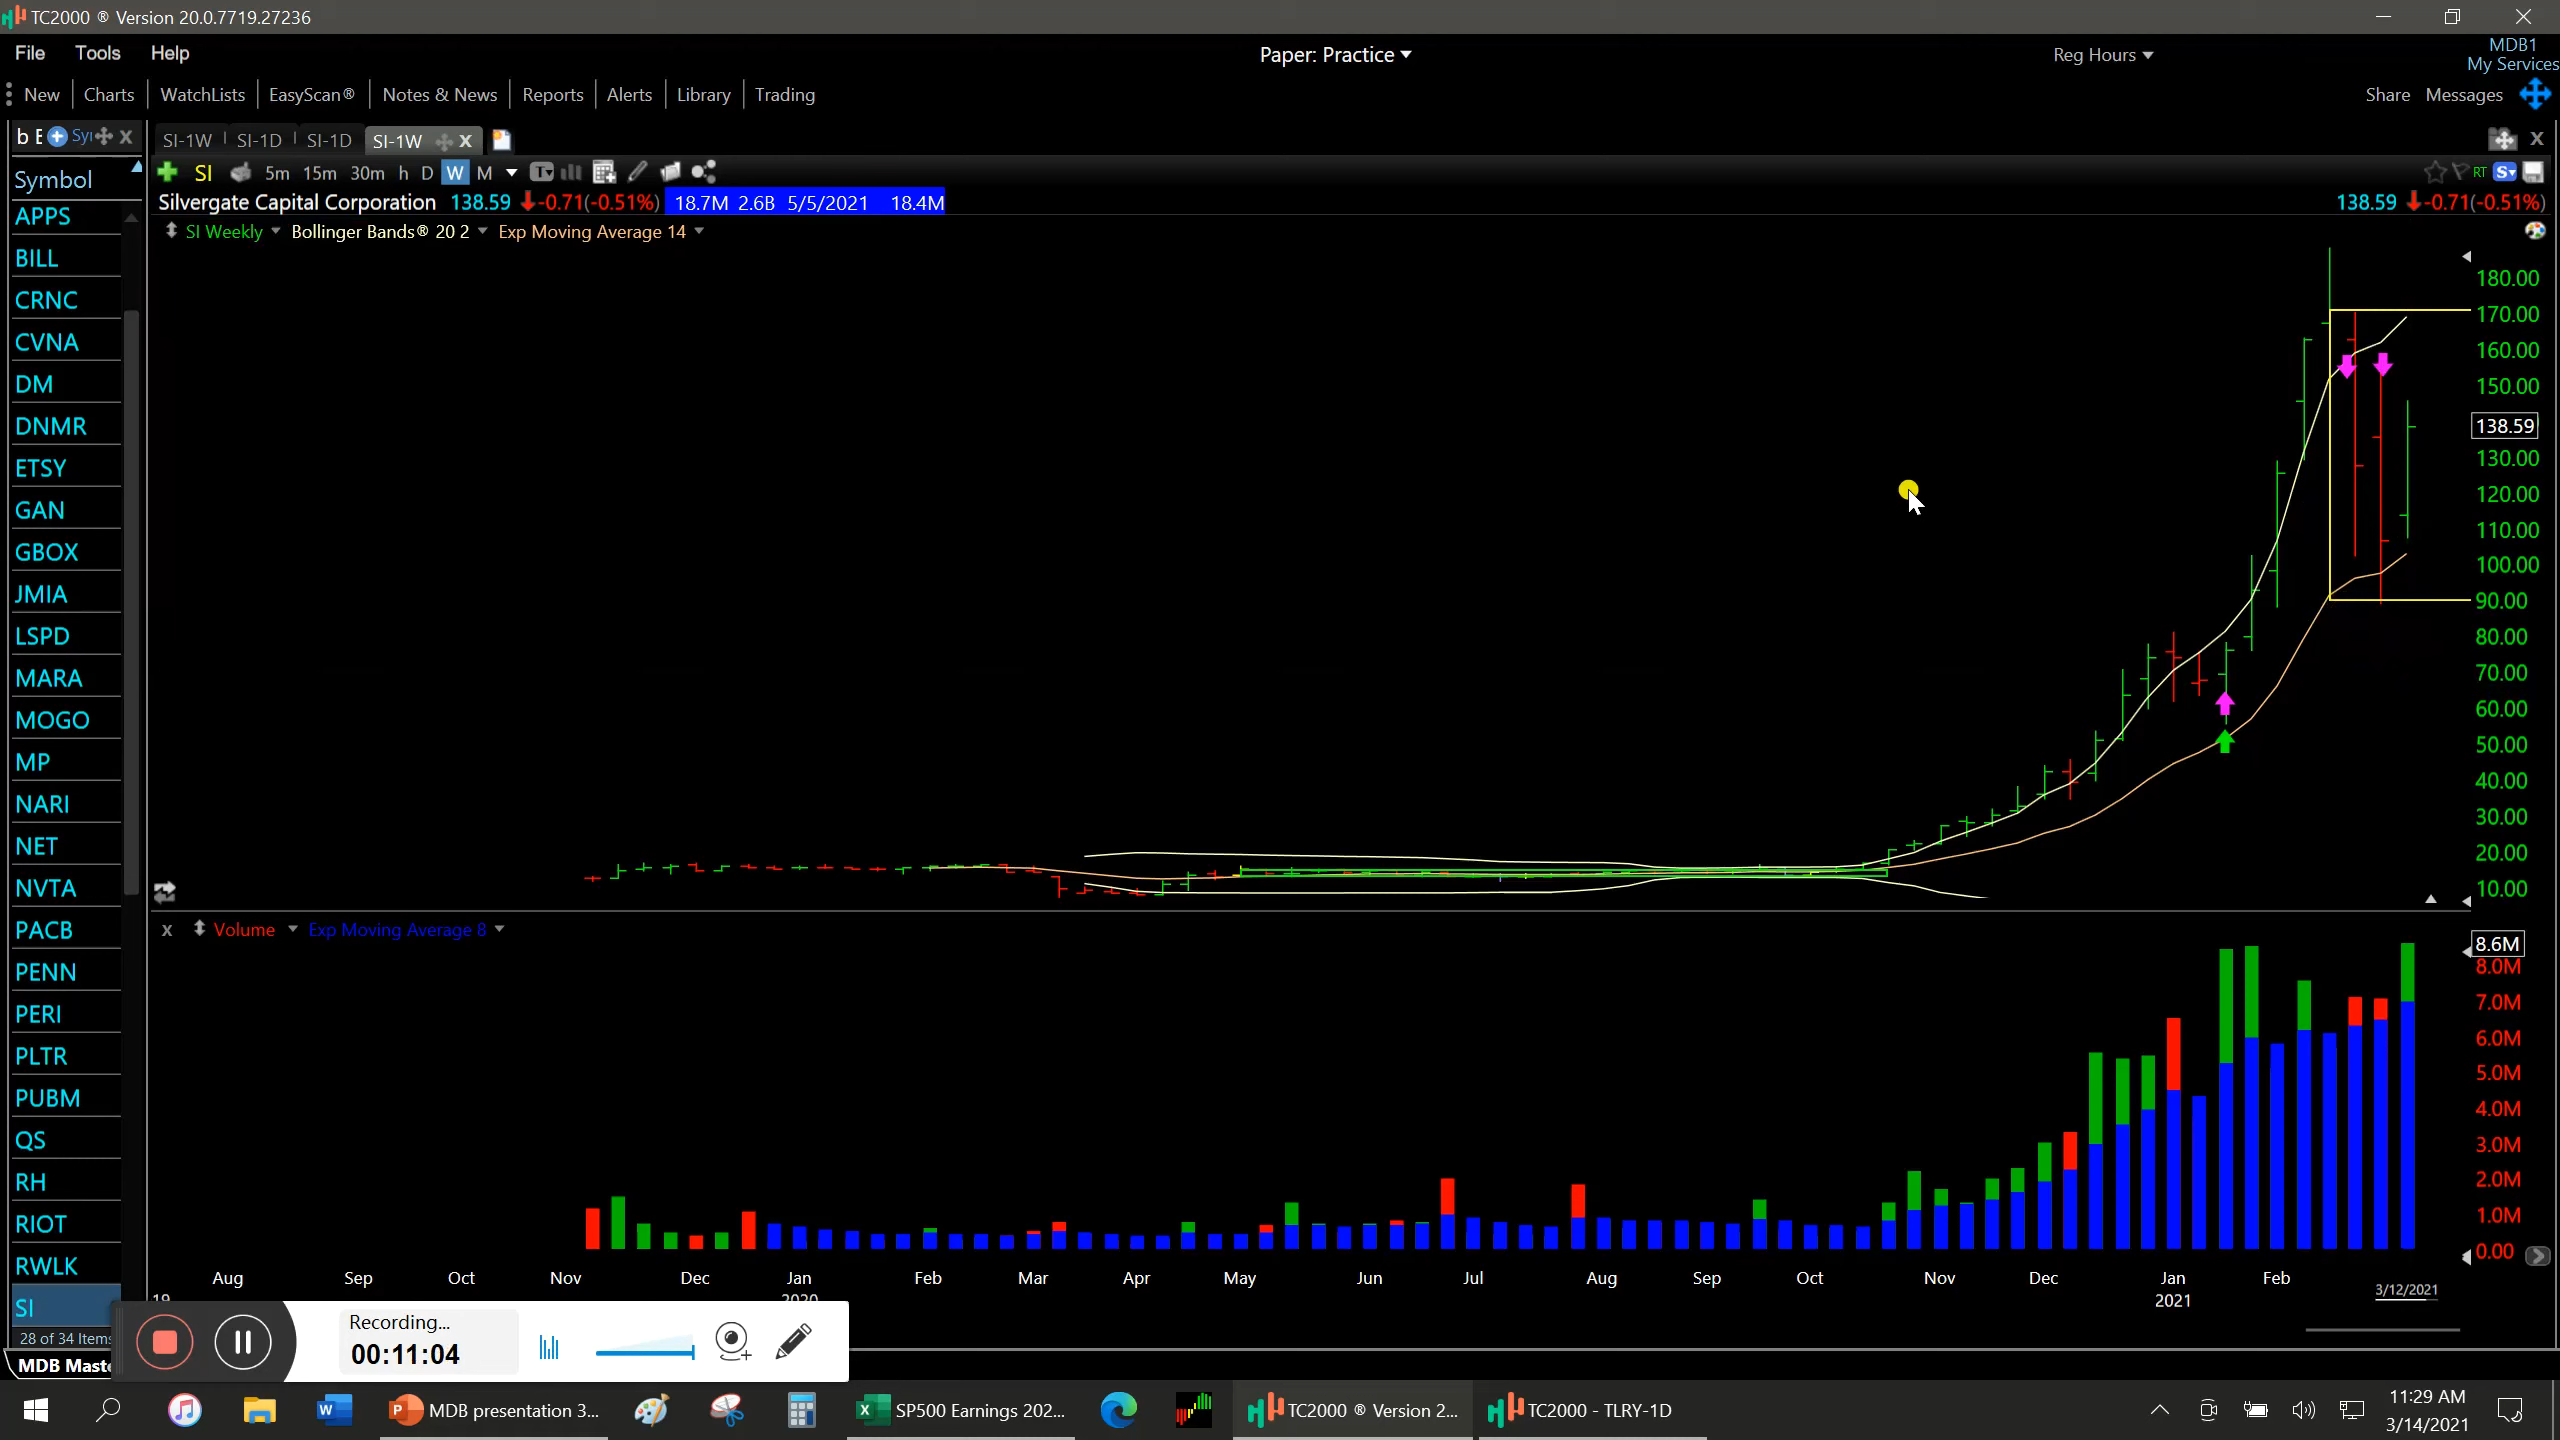 TC2000 ® Version 20.0.7719.27236
File Tools Help
Paper: Practice
Reg Hours
MDB1
My Services
New Charts WatchLists EasyScan® Notes & News Reports Alerts Library Trading
Share Messages
b E Syı
SI-1W SI-1D SI-1D SI-1W
SI 5m 15m 30m h D W M
RT S
Silvergate Capital Corporation 138.59 -0.71(-0.51%) 18.7M 2.6B 5/5/2021 18.4M
138.59 -0.71(-0.51%)
SI Weekly Bollinger Bands® 20 2 Exp Moving Average 14
Symbol
APPS
BILL
CRNC
CVNA
DM
DNMR
ETSY
GAN
GBOX
JMIA
LSPD
MARA
MOGO
MP
NARI
NET
NVTA
PACB
PENN
PERI
PLTR
PUBM
QS
RH
RIOT
RWLK
SI
28 of 34 Items
MDB Maste
180.00
170.00
160.00
150.00
138.59
130.00
120.00
110.00
100.00
90.00
80.00
70.00
60.00
50.00
40.00
30.00
20.00
10.00
x Volume Exp Moving Average 8
8.6M
8.0M
7.0M
6.0M
5.0M
4.0M
3.0M
2.0M
1.0M
0.00
Aug Sep Oct Nov Dec Jan Feb Mar Apr May Jun Jul Aug Sep Oct Nov Dec Jan Feb 3/12/2021
19 2020 2021
Recording...
00:11:04
MDB presentation 3...
SP500 Earnings 202...
TC2000 ® Version 2...
TC2000 - TLRY-1D
11:29 AM
3/14/2021